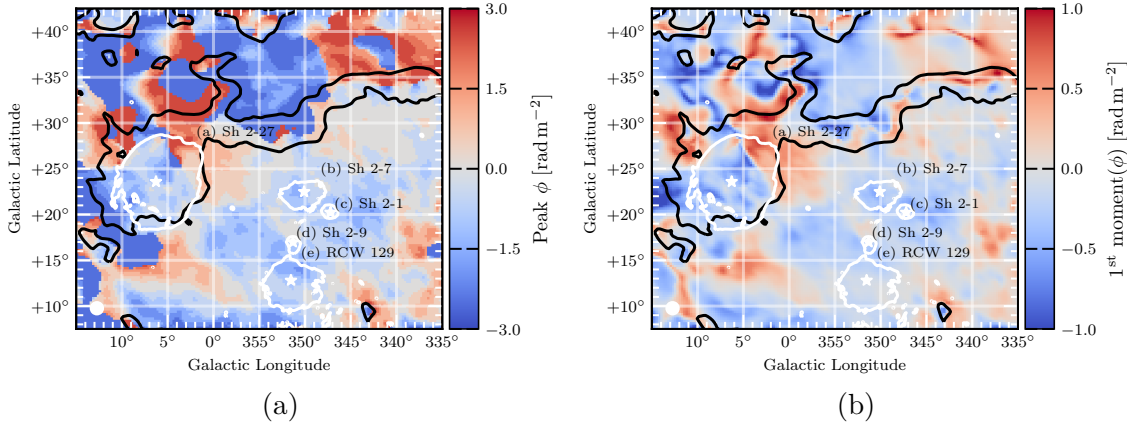 +40°
+35°
+30°
+25°
+20°
+15°
+10°
Galactic Latitude
10° 5° 0° 355° 350° 345° 340° 335°
Galactic Longitude
(a) Sh 2-27
(b) Sh 2-7
(c) Sh 2-1
(d) Sh 2-9
(e) RCW 129
3.0
1.5
0.0
−1.5
−3.0
Peak ϕ [rad m⁻²]
(a)
+40°
+35°
+30°
+25°
+20°
+15°
+10°
Galactic Latitude
10° 5° 0° 355° 350° 345° 340° 335°
Galactic Longitude
(a) Sh 2-27
(b) Sh 2-7
(c) Sh 2-1
(d) Sh 2-9
(e) RCW 129
1.0
0.5
0.0
−0.5
−1.0
1ˢᵗ moment(ϕ) [rad m⁻²]
(b)